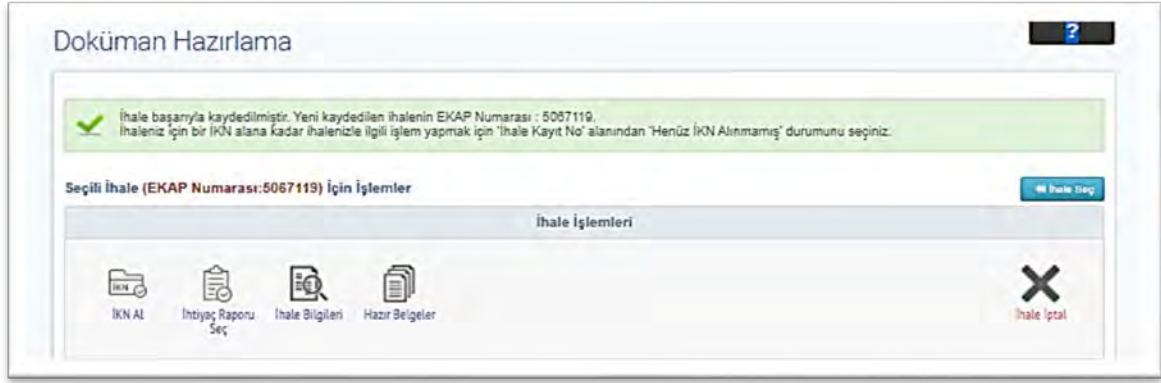 Doküman Hazırlama
?
İhale başarıyla kaydedilmiştir. Yeni kaydedilen ihalenin EKAP Numarası : 5067119.
İhaleniz için bir İKN alana kadar ihalenizle ilgili işlem yapmak için 'İhale Kayıt No' alanından 'Henüz İKN Alınmamış' durumunu seçiniz.
Seçili İhale (EKAP Numarası:5067119) İçin İşlemler
İhale Seç
İhale İşlemleri
İKN
İKN Al
İhtiyaç Raporu
Seç
İhale Bilgileri
Hazır Belgeler
İhale İptal